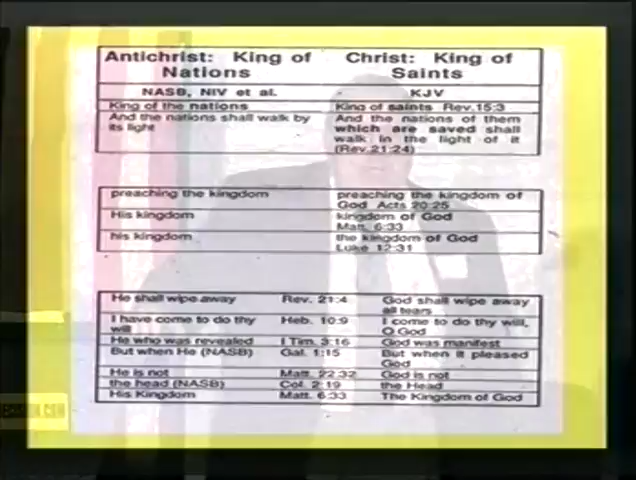 Antichrist: King of Christ: King of
Nations Saints
NASB, NIV et al. KJV
King of the nations King of saints Rev.15:3
And the nations shall walk by And the nations of them
its light which are saved shall
walk in the light of it
(Rev.21:24)
preaching the kingdom preaching the kingdom of
God Acts 20:25
His kingdom kingdom of God
Matt. 6:33
his kingdom the kingdom of God
Luke 12:31
He shall wipe away Rev. 21:4 God shall wipe away
all tears
I have come to do thy Heb. 10:9 I come to do thy will,
will O God
He who was revealed I Tim. 3:16 God was manifest
But when He (NASB) Gal. 1:15 But when it pleased
God
He is not Matt. 22:32 God is not
the head (NASB) Col. 2:19 the Head
His Kingdom Matt. 6:33 The Kingdom of God